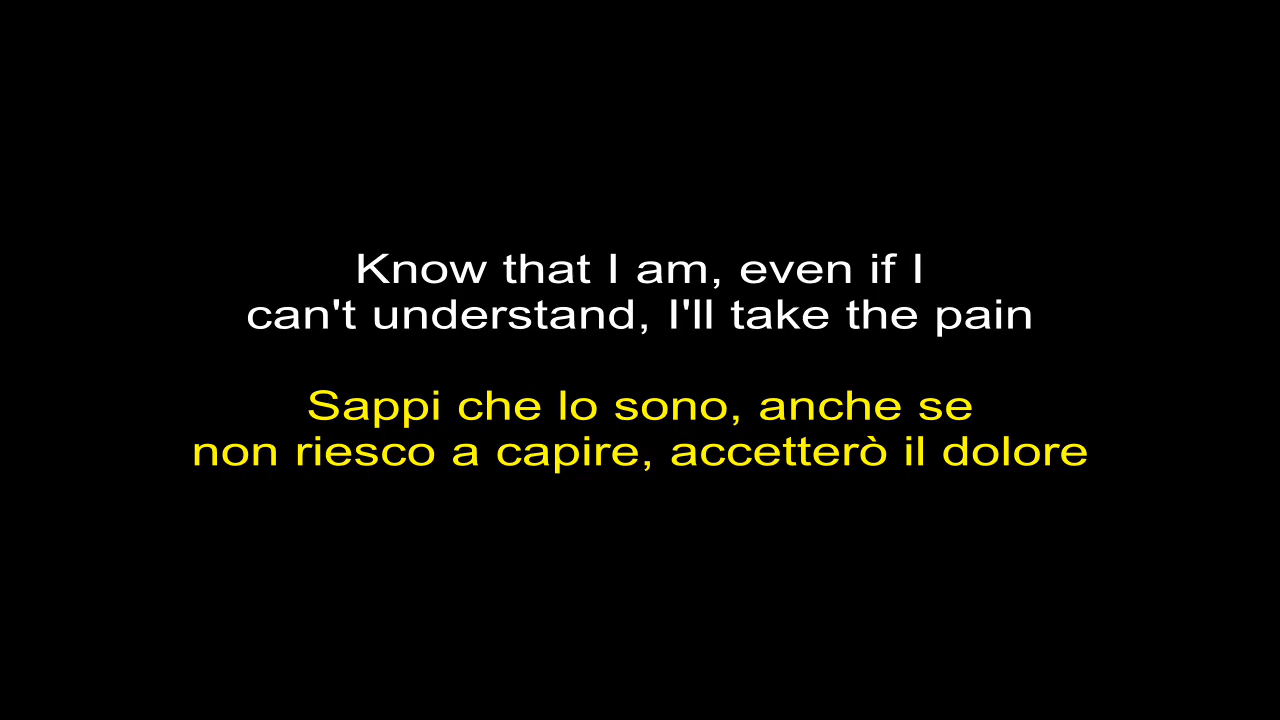 Know that I am, even if I
can't understand, I'll take the pain
Sappi che lo sono, anche se
non riesco a capire, accetterò il dolore